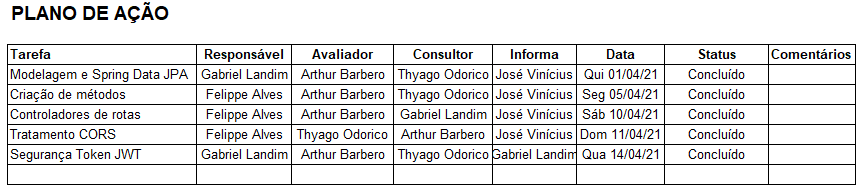 PLANO DE AÇÃO
Tarefa Responsável Avaliador Consultor Informa Data Status Comentários
Modelagem e Spring Data JPA Gabriel Landim Arthur Barbero Thyago Odorico José Vinícius Qui 01/04/21 Concluído
Criação de métodos Felippe Alves Arthur Barbero Thyago Odorico José Vinícius Seg 05/04/21 Concluído
Controladores de rotas Felippe Alves Arthur Barbero Gabriel Landim José Vinícius Sáb 10/04/21 Concluído
Tratamento CORS Felippe Alves Thyago Odorico Arthur Barbero José Vinícius Dom 11/04/21 Concluído
Segurança Token JWT Gabriel Landim Arthur Barbero Thyago Odorico Gabriel Landim Qua 14/04/21 Concluído